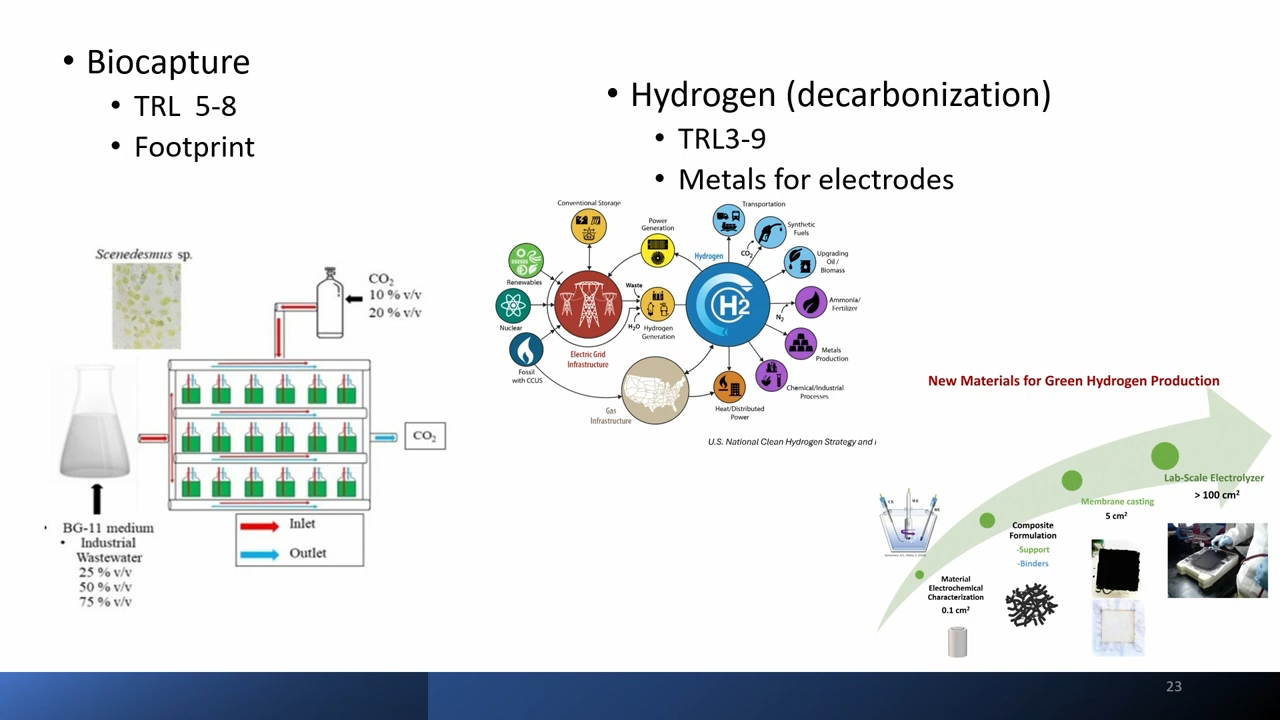 • Biocapture
• TRL 5-8
• Footprint
Scenedesmus sp.
CO2
10 % v/v
20 % v/v
CO2
• BG-11 medium
• Industrial
Wastewater
25 % v/v
50 % v/v
75 % v/v
Inlet
Outlet
• Hydrogen (decarbonization)
• TRL3-9
• Metals for electrodes
Conventional Storage
Power
Generation
Transportation
Synthetic
Fuels
Hydrogen
CO2
Upgrading
Oil /
Biomass
Renewables
Waste
H2
Ammonia/
Fertilizer
N2
Nuclear
H2O
Hydrogen
Generation
Metals
Production
Electric Grid
Infrastructure
Fossil
with CCUS
Chemical/Industrial
Processes
Gas
Infrastructure
Heat/Distributed
Power
U.S. National Clean Hydrogen Strategy and
New Materials for Green Hydrogen Production
Lab-Scale Electrolyzer
> 100 cm²
Membrane casting
5 cm²
Composite
Formulation
-Support
-Binders
CE
WE
RE
Material
Electrochemical
Characterization
0.1 cm²
23